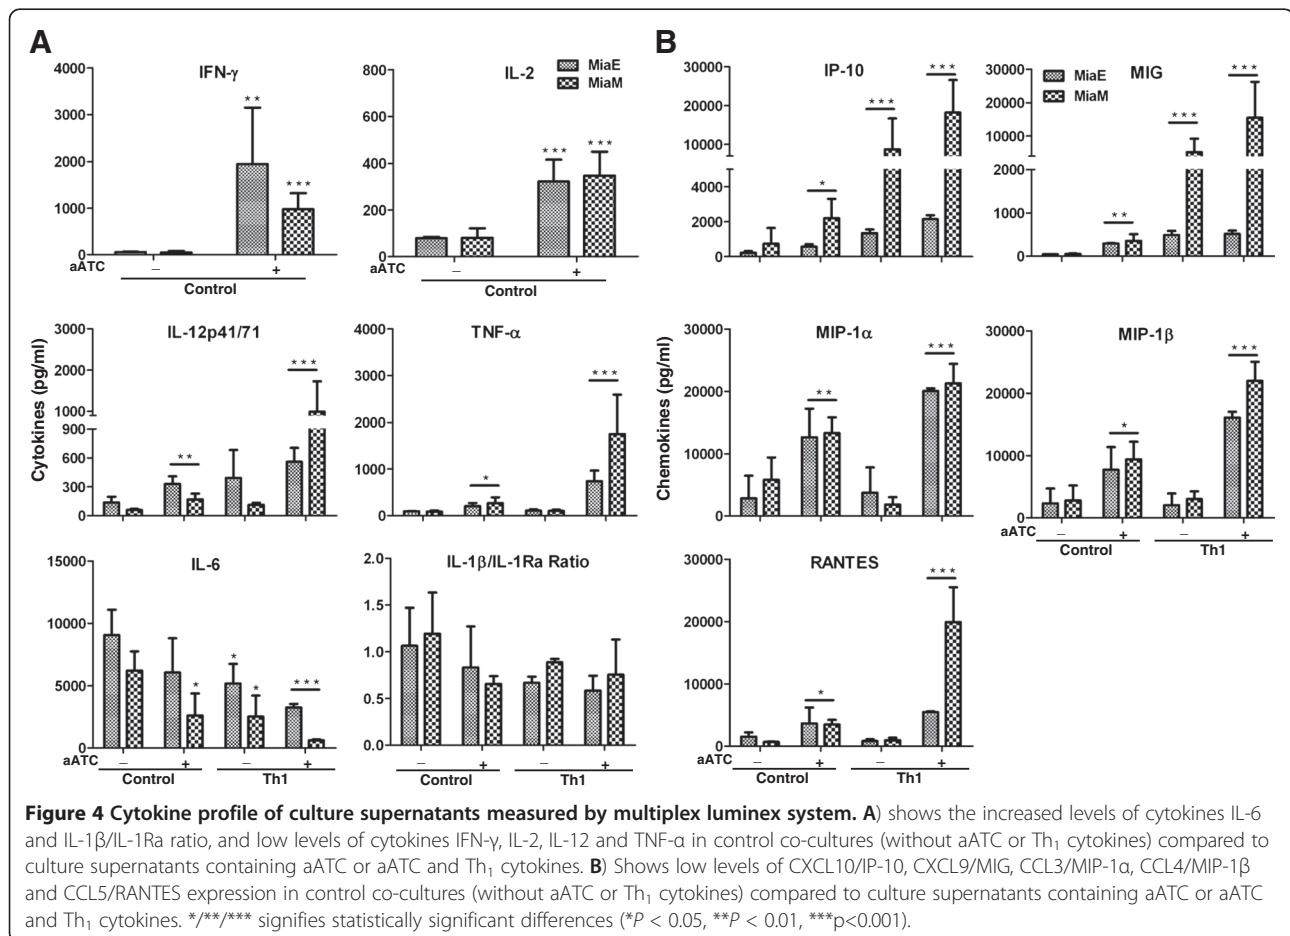 A
B
IFN-γ
4000
3000
2000
1000
0
**
***
aATC – +
Control
IL-2
MiaE
MiaM
800
600
400
200
0
***
***
– +
Control
IP-10
30000
20000
10000
4000
2000
0
*
***
***
MIG
MiaE
MiaM
30000
25000
20000
15000
10000
5000
2000
1000
0
**
***
***
Cytokines (pg/ml)
IL-12p41/71
3000
2000
1000
900
600
300
0
**
***
TNF-α
4000
3000
2000
1000
0
*
***
Chemokines (pg/ml)
MIP-1α
30000
20000
10000
0
**
***
MIP-1β
30000
20000
10000
0
*
***
aATC – + – +
Control Th1
IL-6
15000
10000
5000
0
*
*
*
***
aATC – + – +
Control Th1
IL-1β/IL-1Ra Ratio
2.0
1.5
1.0
0.5
0.0
– + – +
Control Th1
RANTES
30000
20000
10000
0
*
***
aATC – + – +
Control Th1
Figure 4 Cytokine profile of culture supernatants measured by multiplex luminex system. A) shows the increased levels of cytokines IL-6
and IL-1β/IL-1Ra ratio, and low levels of cytokines IFN-γ, IL-2, IL-12 and TNF-α in control co-cultures (without aATC or Th₁ cytokines) compared to
culture supernatants containing aATC or aATC and Th₁ cytokines. B) Shows low levels of CXCL10/IP-10, CXCL9/MIG, CCL3/MIP-1α, CCL4/MIP-1β
and CCL5/RANTES expression in control co-cultures (without aATC or Th₁ cytokines) compared to culture supernatants containing aATC or aATC
and Th₁ cytokines. */**/*** signifies statistically significant differences (*P < 0.05, **P < 0.01, ***p<0.001).